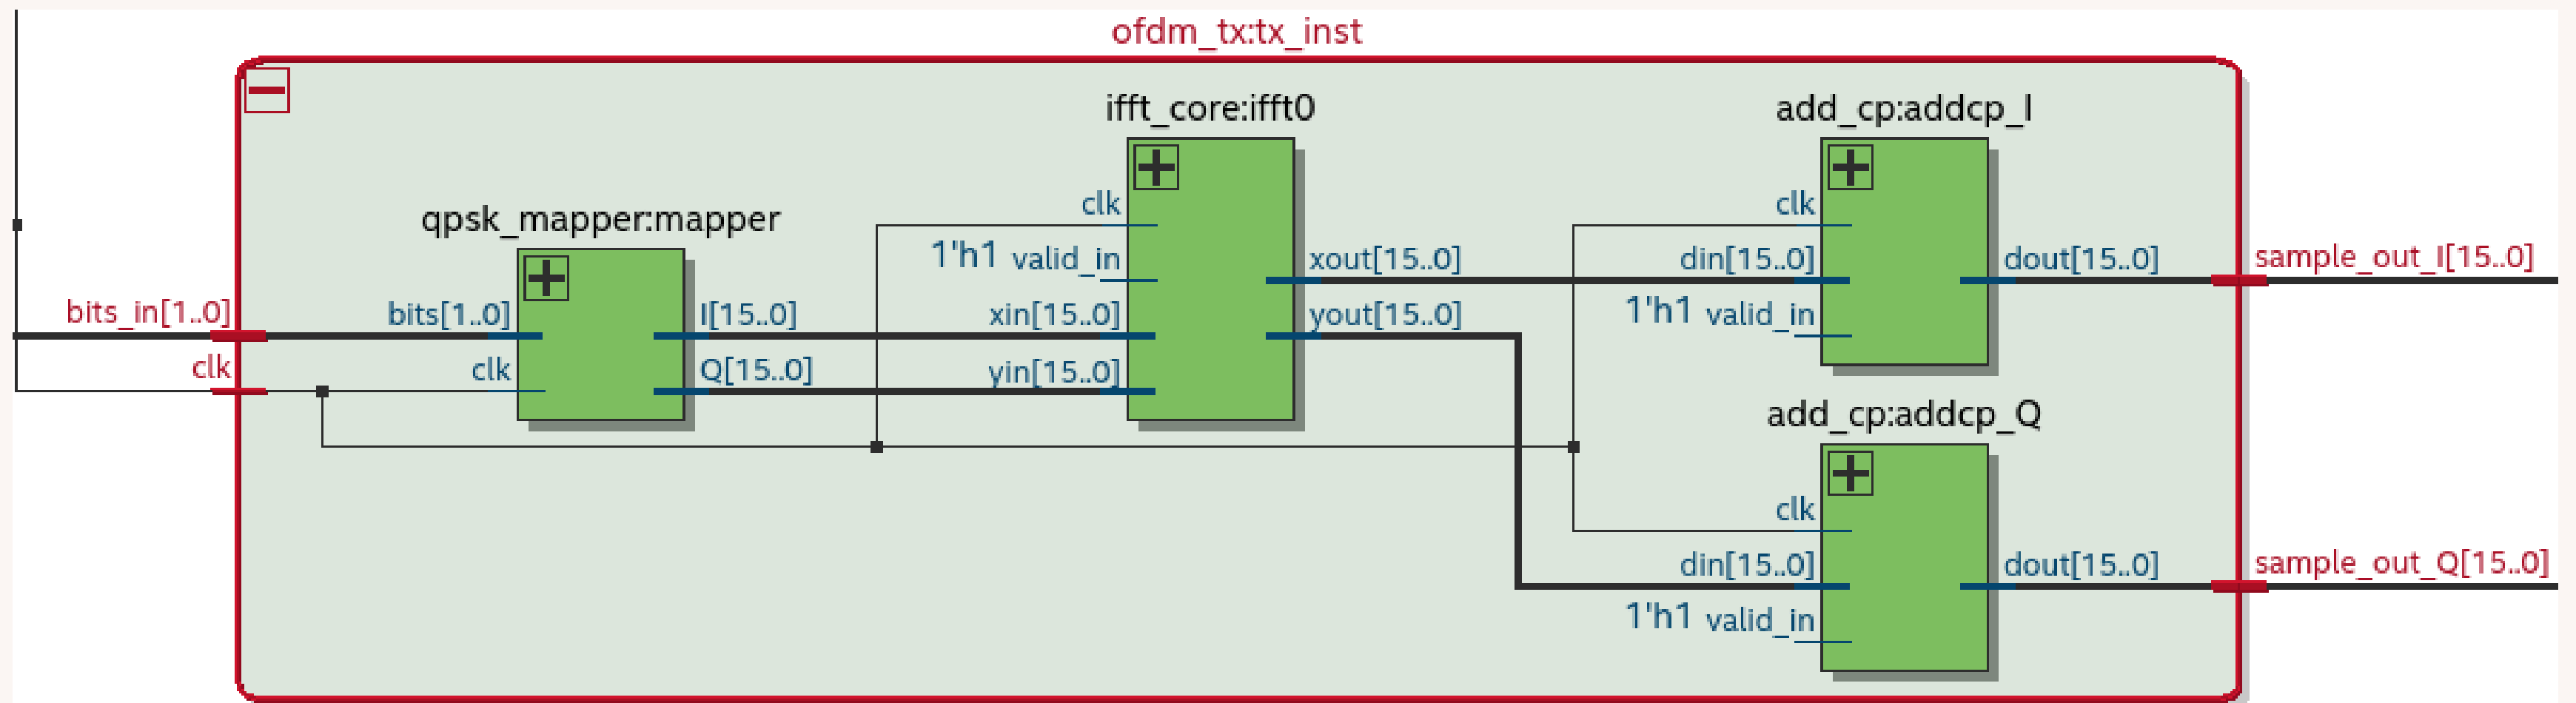 ofdm_tx:tx_inst
ifft_core:ifft0
add_cp:addcp_I
qpsk_mapper:mapper
clk
clk
1'h1 valid_in
xout[15..0]
din[15..0]
dout[15..0]
sample_out_I[15..0]
bits_in[1..0]
bits[1..0]
I[15..0]
xin[15..0]
yout[15..0]
1'h1 valid_in
clk
clk
Q[15..0]
yin[15..0]
add_cp:addcp_Q
clk
din[15..0]
dout[15..0]
sample_out_Q[15..0]
1'h1 valid_in